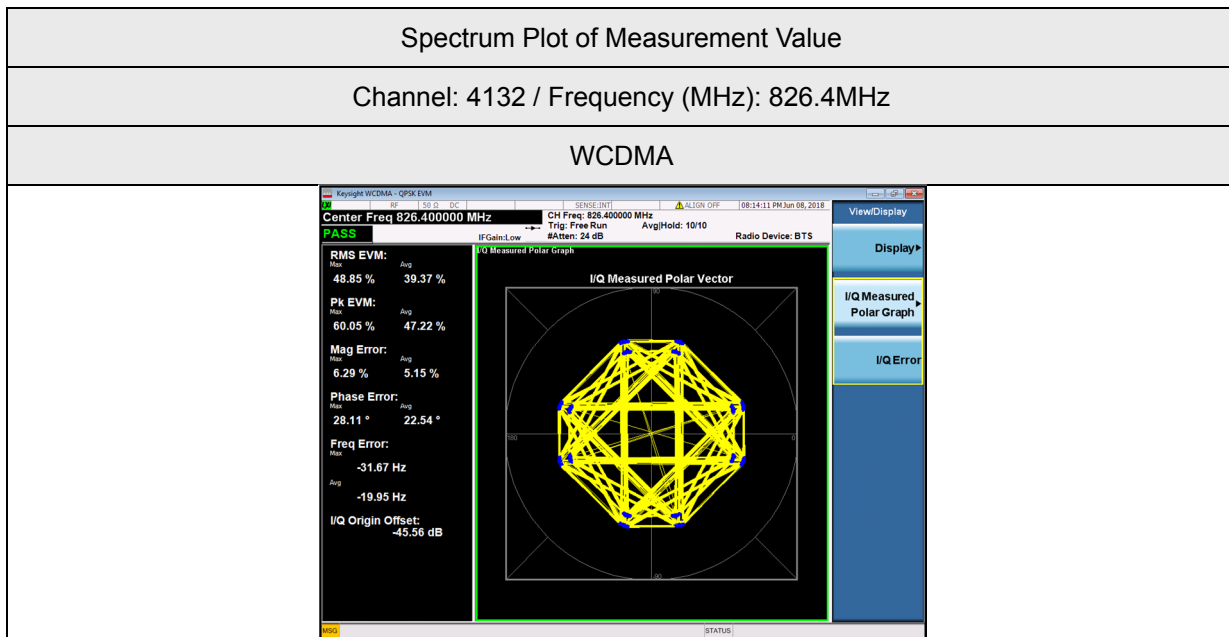 Spectrum Plot of Measurement Value
Channel: 4132 / Frequency (MHz): 826.4MHz
WCDMA
Keysight WCDMA - QPSK EVM
RF 50 Ω DC SENSE:INT ALIGN OFF 08:14:11 PM Jun 08, 2018
Center Freq 826.400000 MHz
CH Freq: 826.400000 MHz
Trig: Free Run Avg|Hold: 10/10
PASS
IFGain:Low #Atten: 24 dB Radio Device: BTS
RMS EVM:
Max Avg
48.85 % 39.37 %
Pk EVM:
Max Avg
60.05 % 47.22 %
Mag Error:
Max Avg
6.29 % 5.15 %
Phase Error:
Max Avg
28.11 ° 22.54 °
Freq Error:
Max
-31.67 Hz
Avg
-19.95 Hz
I/Q Origin Offset:
-45.56 dB
I/Q Measured Polar Graph
I/Q Measured Polar Vector
90
180
0
-90
View/Display
Display
I/Q Measured
Polar Graph
I/Q Error
MSG STATUS